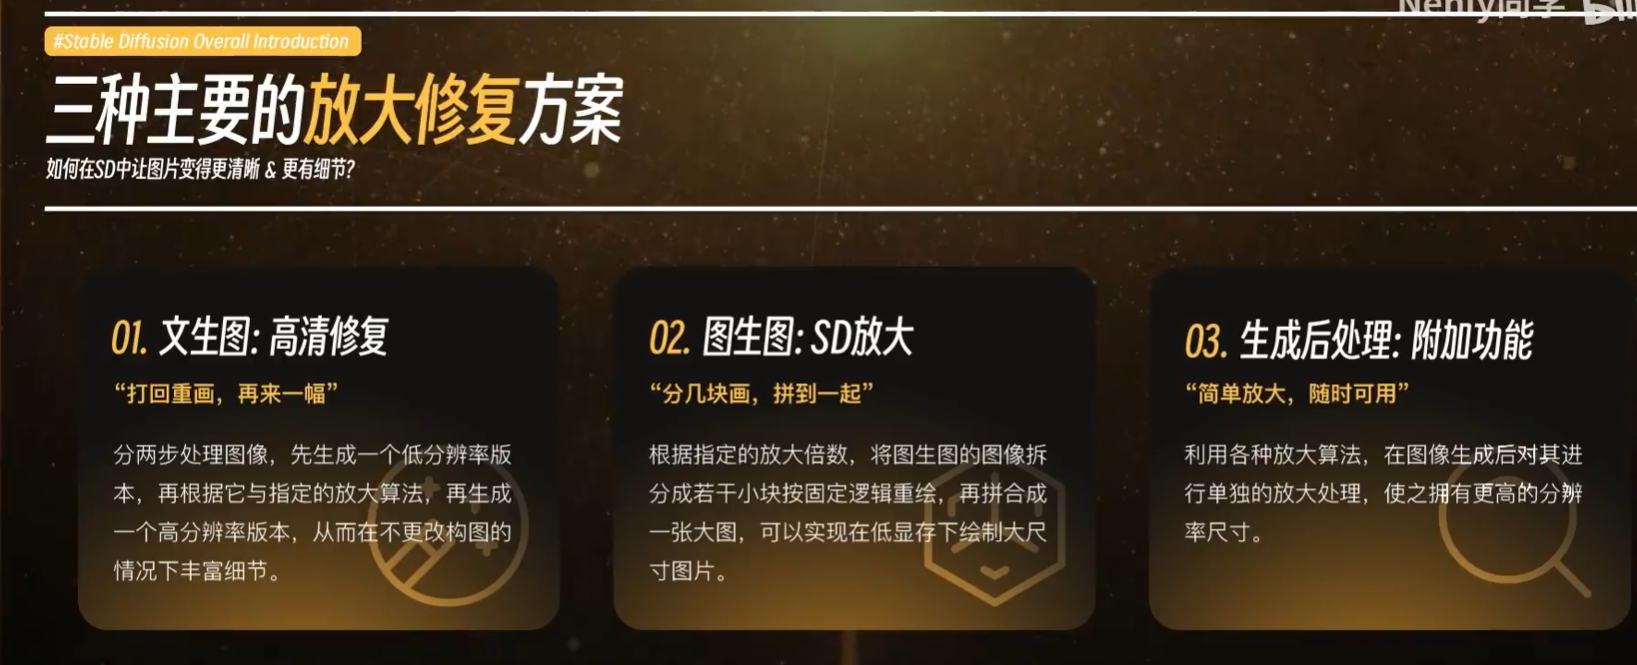 Nenly同学
#Stable Diffusion Overall Introduction
三种主要的放大修复方案
如何在SD中让图片变得更清晰 & 更有细节?
01. 文生图: 高清修复
“打回重画，再来一幅”
分两步处理图像，先生成一个低分辨率版
本，再根据它与指定的放大算法，再生成
一个高分辨率版本，从而在不更改构图的
情况下丰富细节。
02. 图生图: SD放大
“分几块画，拼到一起”
根据指定的放大倍数，将图生图的图像拆
分成若干小块按固定逻辑重绘，再拼合成
一张大图，可以实现在低显存下绘制大尺
寸图片。
03. 生成后处理: 附加功能
“简单放大，随时可用”
利用各种放大算法，在图像生成后对其进
行单独的放大处理，使之拥有更高的分辨
率尺寸。